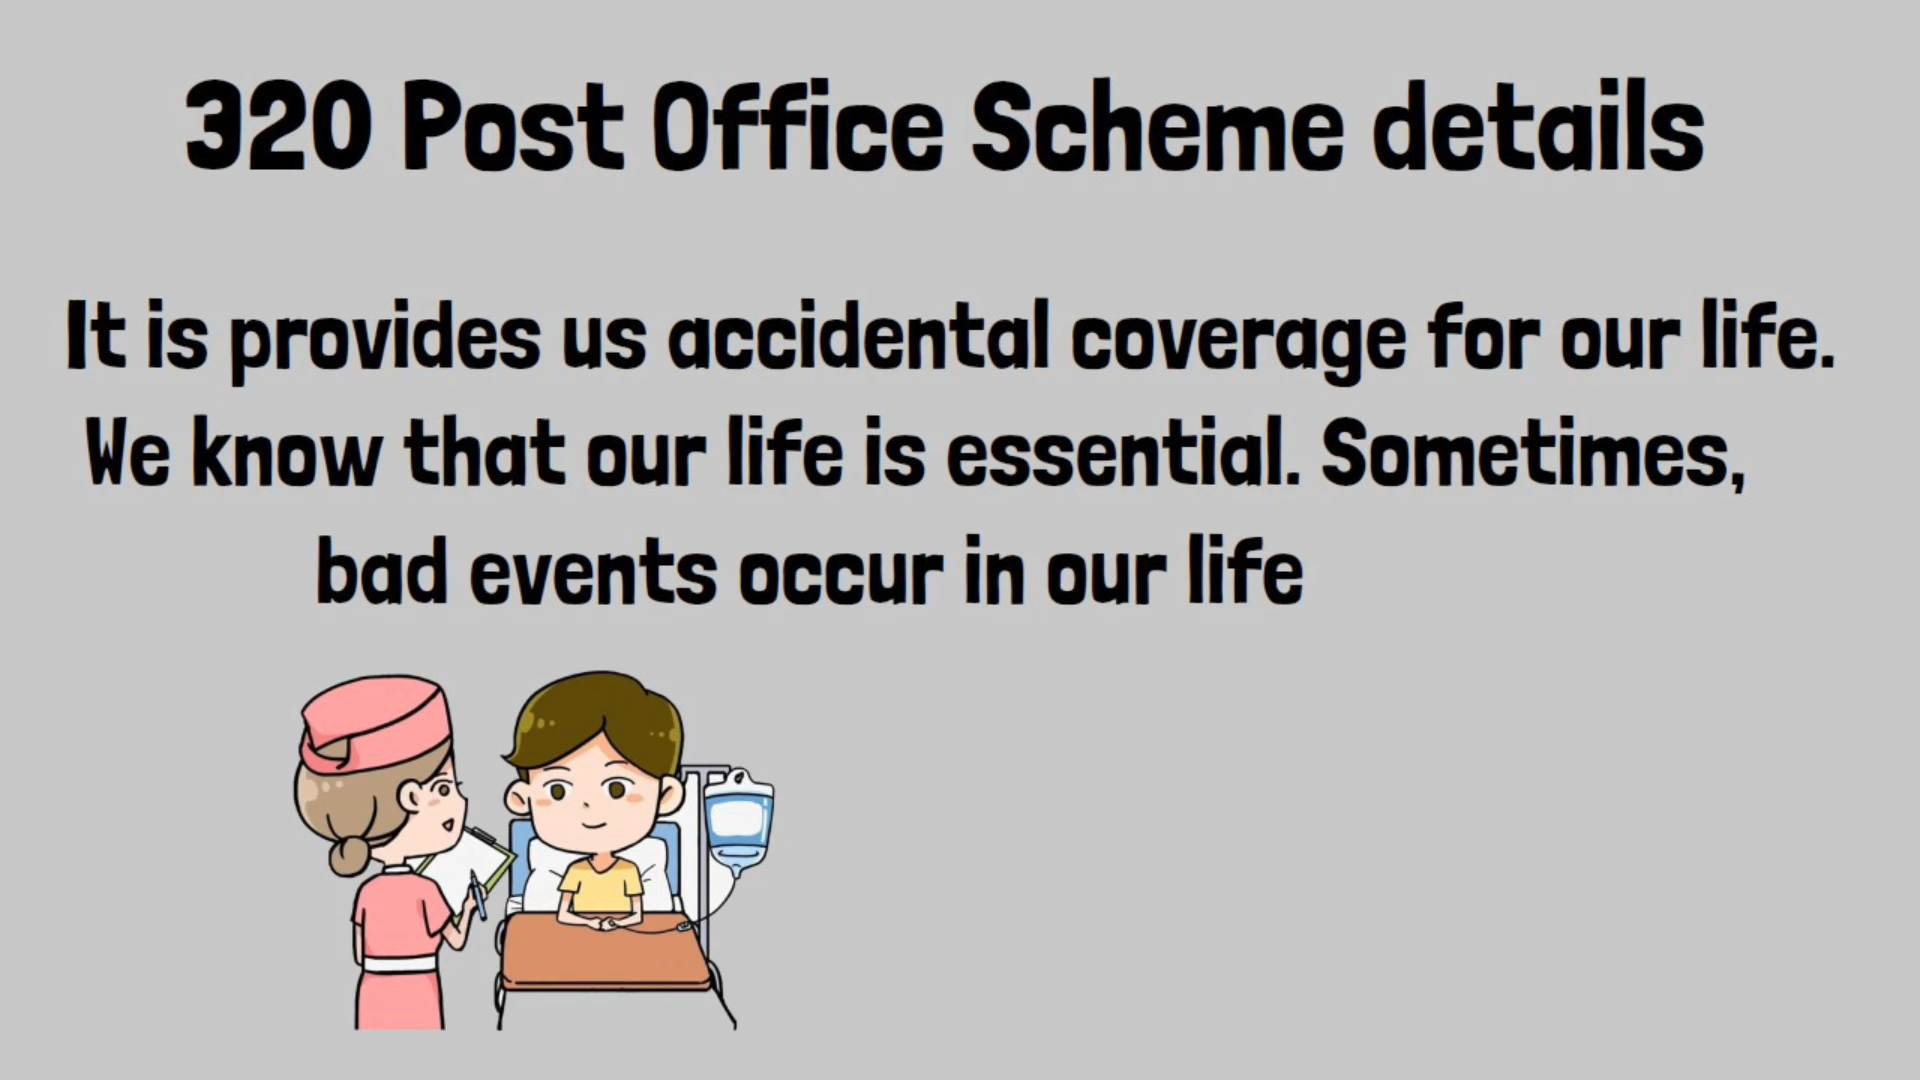 320 Post Office Scheme details
It is provides us accidental coverage for our life.
We know that our life is essential. Sometimes,
bad events occur in our life